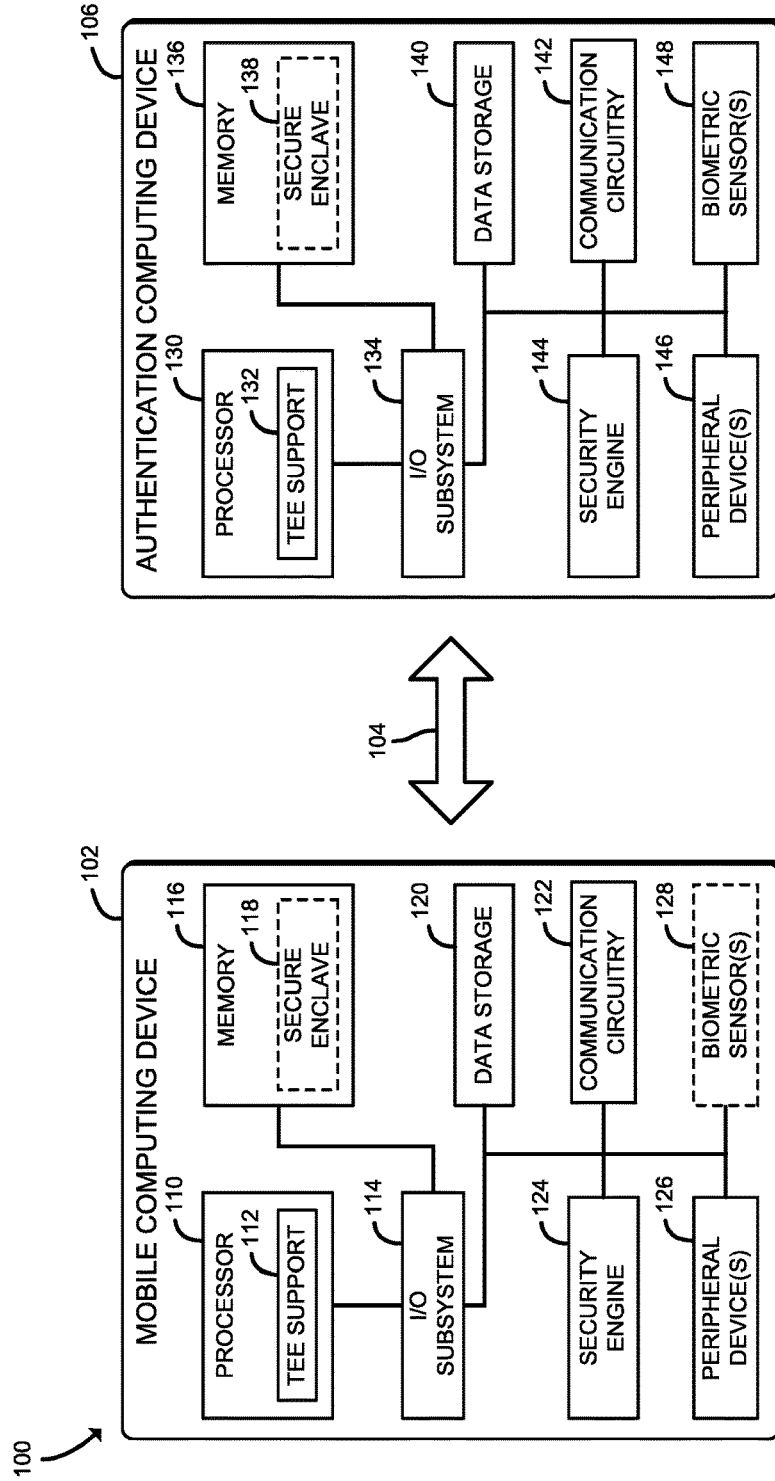 100
MOBILE COMPUTING DEVICE
102
PROCESSOR
110
TEE SUPPORT
112
MEMORY
116
SECURE
ENCLAVE
118
I/O
SUBSYSTEM
114
DATA STORAGE
120
SECURITY
ENGINE
124
COMMUNICATION
CIRCUITRY
122
PERIPHERAL
DEVICE(S)
126
BIOMETRIC
SENSOR(S)
128
104
AUTHENTICATION COMPUTING DEVICE
106
PROCESSOR
130
TEE SUPPORT
132
MEMORY
136
SECURE
ENCLAVE
138
I/O
SUBSYSTEM
134
DATA STORAGE
140
SECURITY
ENGINE
144
COMMUNICATION
CIRCUITRY
142
PERIPHERAL
DEVICE(S)
146
BIOMETRIC
SENSOR(S)
148